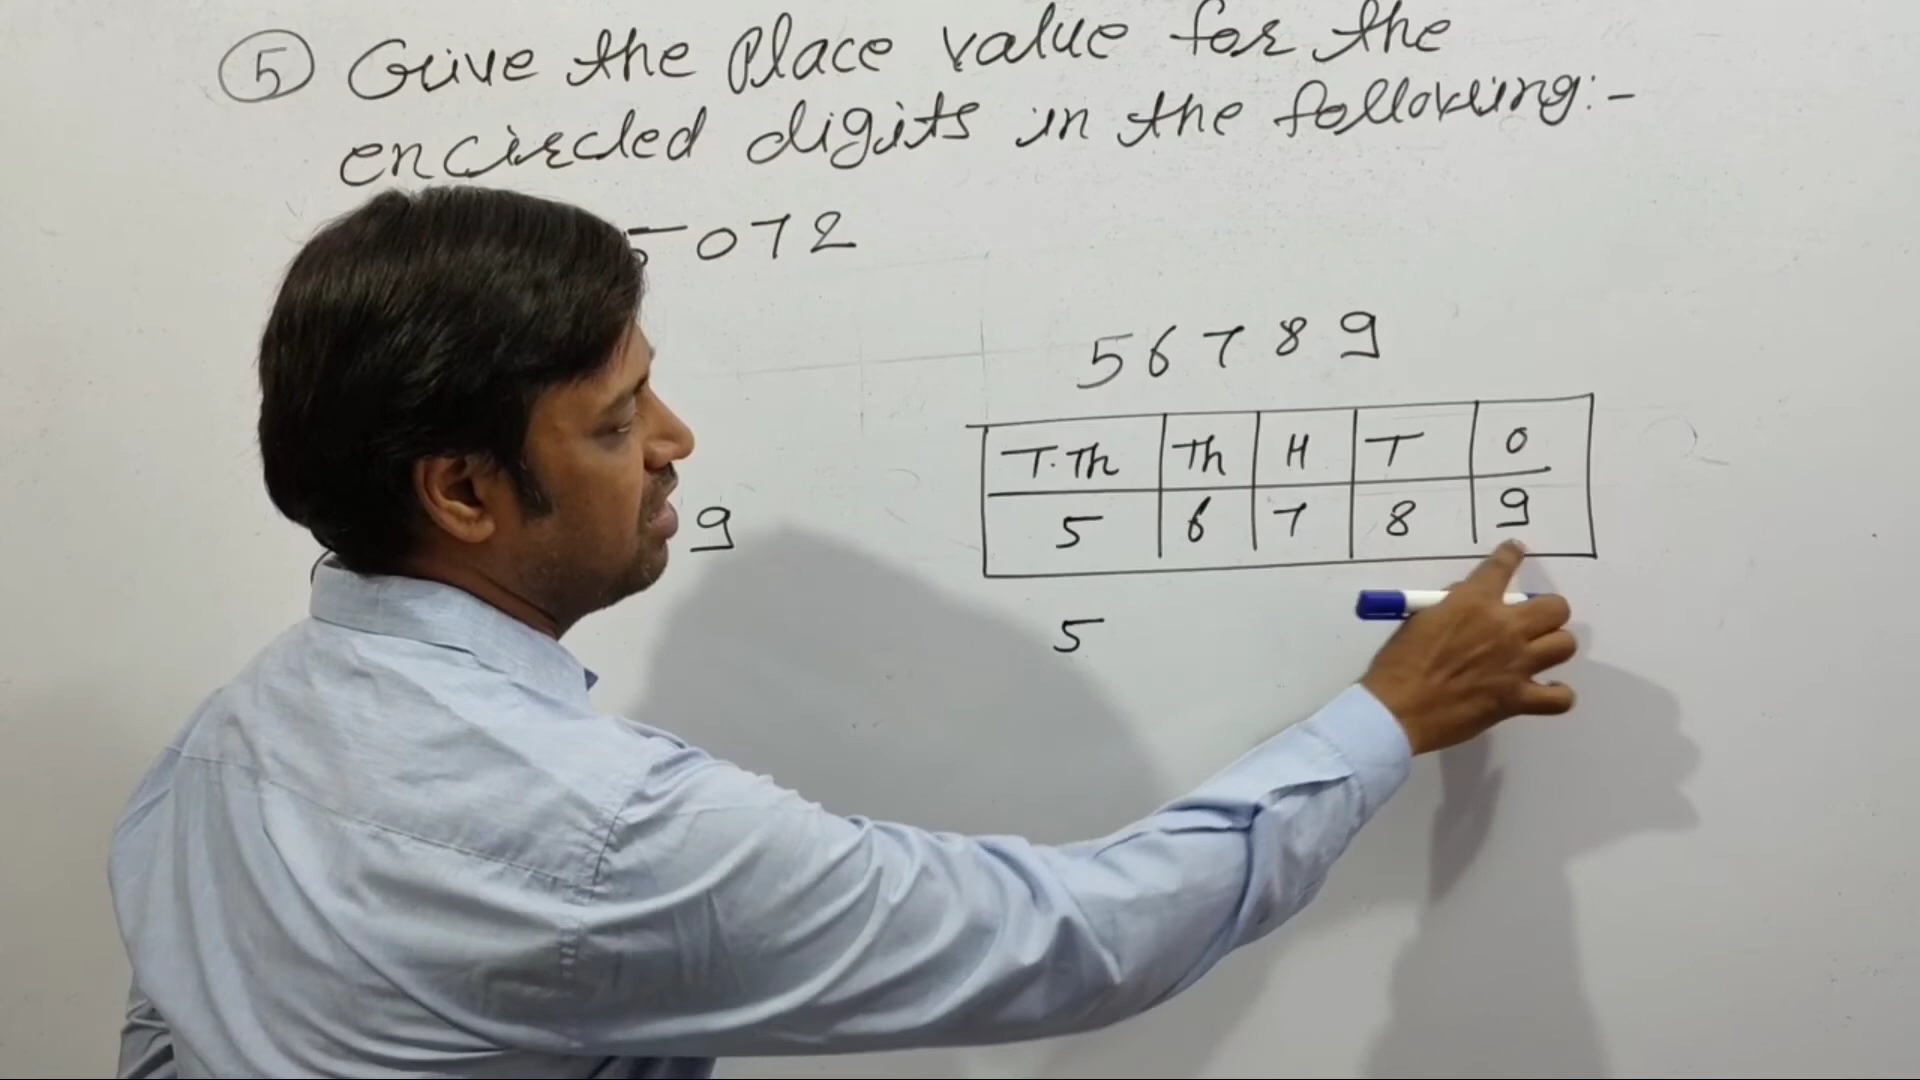 5 Give the Place value for the
encircled digits in the following:-
5072
56789
T.Th Th H T O
5 6 7 8 9
9
5